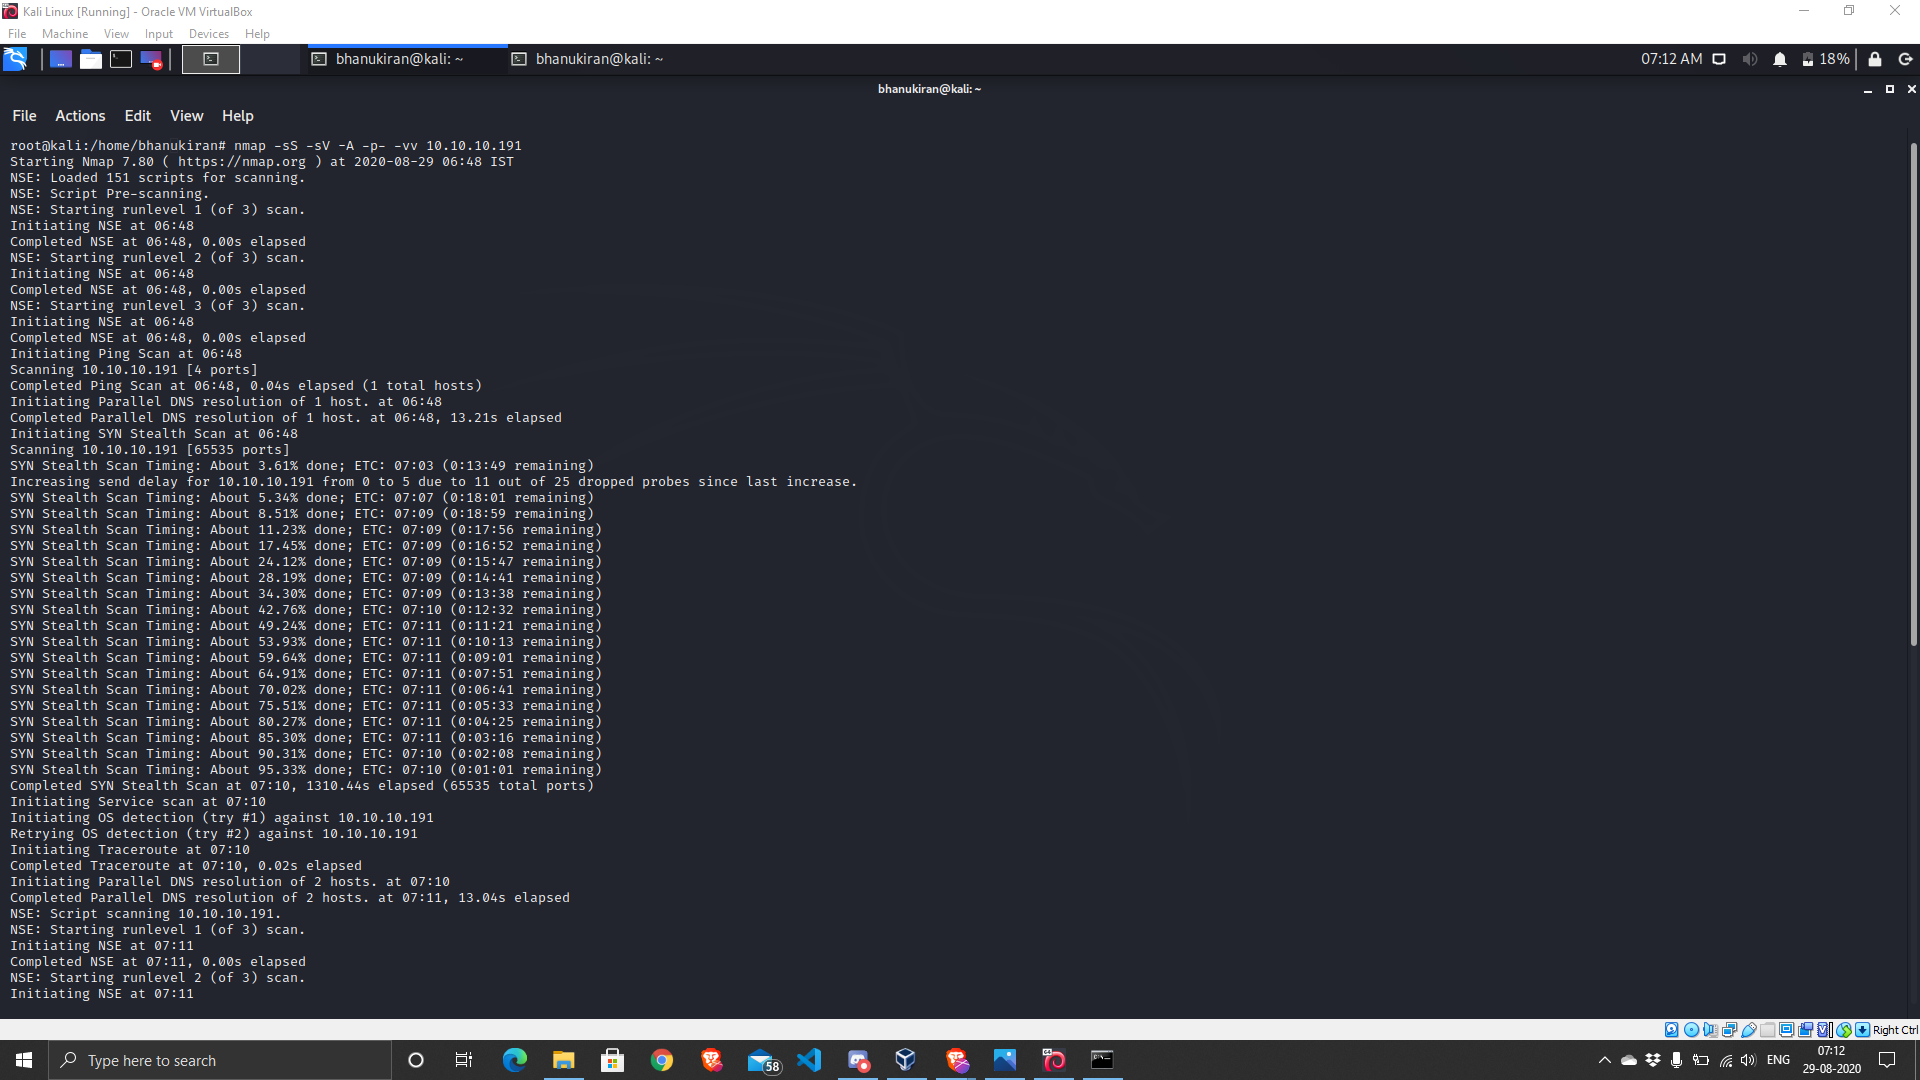 Kali Linux [Running] - Oracle VM VirtualBox
File Machine View Input Devices Help
bhanukiran@kali: ~ bhanukiran@kali: ~ 07:12 AM 18%
bhanukiran@kali: ~
File Actions Edit View Help
root@kali:/home/bhanukiran# nmap -sS -sV -A -p- -vv 10.10.10.191
Starting Nmap 7.80 ( https://nmap.org ) at 2020-08-29 06:48 IST
NSE: Loaded 151 scripts for scanning.
NSE: Script Pre-scanning.
NSE: Starting runlevel 1 (of 3) scan.
Initiating NSE at 06:48
Completed NSE at 06:48, 0.00s elapsed
NSE: Starting runlevel 2 (of 3) scan.
Initiating NSE at 06:48
Completed NSE at 06:48, 0.00s elapsed
NSE: Starting runlevel 3 (of 3) scan.
Initiating NSE at 06:48
Completed NSE at 06:48, 0.00s elapsed
Initiating Ping Scan at 06:48
Scanning 10.10.10.191 [4 ports]
Completed Ping Scan at 06:48, 0.04s elapsed (1 total hosts)
Initiating Parallel DNS resolution of 1 host. at 06:48
Completed Parallel DNS resolution of 1 host. at 06:48, 13.21s elapsed
Initiating SYN Stealth Scan at 06:48
Scanning 10.10.10.191 [65535 ports]
SYN Stealth Scan Timing: About 3.61% done; ETC: 07:03 (0:13:49 remaining)
Increasing send delay for 10.10.10.191 from 0 to 5 due to 11 out of 25 dropped probes since last increase.
SYN Stealth Scan Timing: About 5.34% done; ETC: 07:07 (0:18:01 remaining)
SYN Stealth Scan Timing: About 8.51% done; ETC: 07:09 (0:18:59 remaining)
SYN Stealth Scan Timing: About 11.23% done; ETC: 07:09 (0:17:56 remaining)
SYN Stealth Scan Timing: About 17.45% done; ETC: 07:09 (0:16:52 remaining)
SYN Stealth Scan Timing: About 24.12% done; ETC: 07:09 (0:15:47 remaining)
SYN Stealth Scan Timing: About 28.19% done; ETC: 07:09 (0:14:41 remaining)
SYN Stealth Scan Timing: About 34.30% done; ETC: 07:09 (0:13:38 remaining)
SYN Stealth Scan Timing: About 42.76% done; ETC: 07:10 (0:12:32 remaining)
SYN Stealth Scan Timing: About 49.24% done; ETC: 07:11 (0:11:21 remaining)
SYN Stealth Scan Timing: About 53.93% done; ETC: 07:11 (0:10:13 remaining)
SYN Stealth Scan Timing: About 59.64% done; ETC: 07:11 (0:09:01 remaining)
SYN Stealth Scan Timing: About 64.91% done; ETC: 07:11 (0:07:51 remaining)
SYN Stealth Scan Timing: About 70.02% done; ETC: 07:11 (0:06:41 remaining)
SYN Stealth Scan Timing: About 75.51% done; ETC: 07:11 (0:05:33 remaining)
SYN Stealth Scan Timing: About 80.27% done; ETC: 07:11 (0:04:25 remaining)
SYN Stealth Scan Timing: About 85.30% done; ETC: 07:11 (0:03:16 remaining)
SYN Stealth Scan Timing: About 90.31% done; ETC: 07:10 (0:02:08 remaining)
SYN Stealth Scan Timing: About 95.33% done; ETC: 07:10 (0:01:01 remaining)
Completed SYN Stealth Scan at 07:10, 1310.44s elapsed (65535 total ports)
Initiating Service scan at 07:10
Initiating OS detection (try #1) against 10.10.10.191
Retrying OS detection (try #2) against 10.10.10.191
Initiating Traceroute at 07:10
Completed Traceroute at 07:10, 0.02s elapsed
Initiating Parallel DNS resolution of 2 hosts. at 07:10
Completed Parallel DNS resolution of 2 hosts. at 07:11, 13.04s elapsed
NSE: Script scanning 10.10.10.191.
NSE: Starting runlevel 1 (of 3) scan.
Initiating NSE at 07:11
Completed NSE at 07:11, 0.00s elapsed
NSE: Starting runlevel 2 (of 3) scan.
Initiating NSE at 07:11
Right Ctrl
Type here to search 58 ENG 07:12
29-08-2020